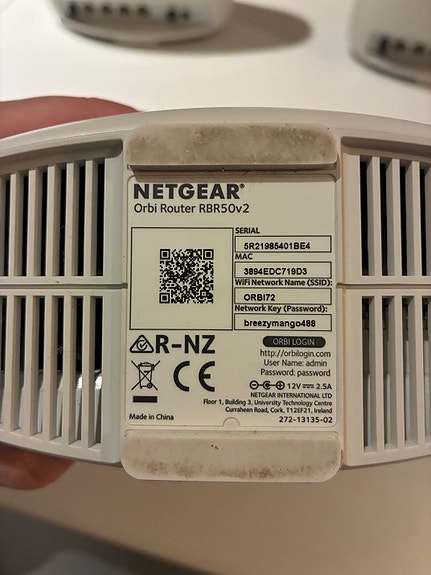 NETGEAR®
Orbi Router RBR50v2
SERIAL
5R21985401BE4
MAC
3894EDC719D3
WiFi Network Name (SSID):
ORBI72
Network Key (Password):
breezymango488
R-NZ
CE
ORBI LOGIN
http://orbilogin.com
User Name: admin
Password: password
12V 2.5A
NETGEAR INTERNATIONAL LTD
Floor 1, Building 3, University Technology Centre
Curraheen Road, Cork, T12EF21, Ireland
Made in China
272-13135-02